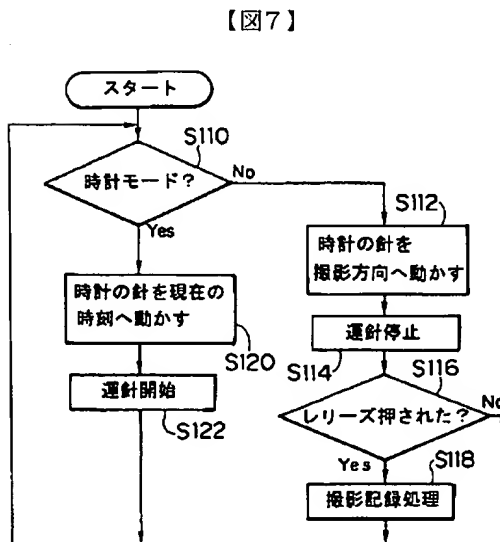 【図7】
スタート
S110
時計モード？
No
Yes
S112
時計の針を
撮影方向へ動かす
時計の針を現在の
時刻へ動かす
S120
運針停止
S114
S116
運針開始
S122
レリーズ押された？
No
Yes
S118
撮影記録処理